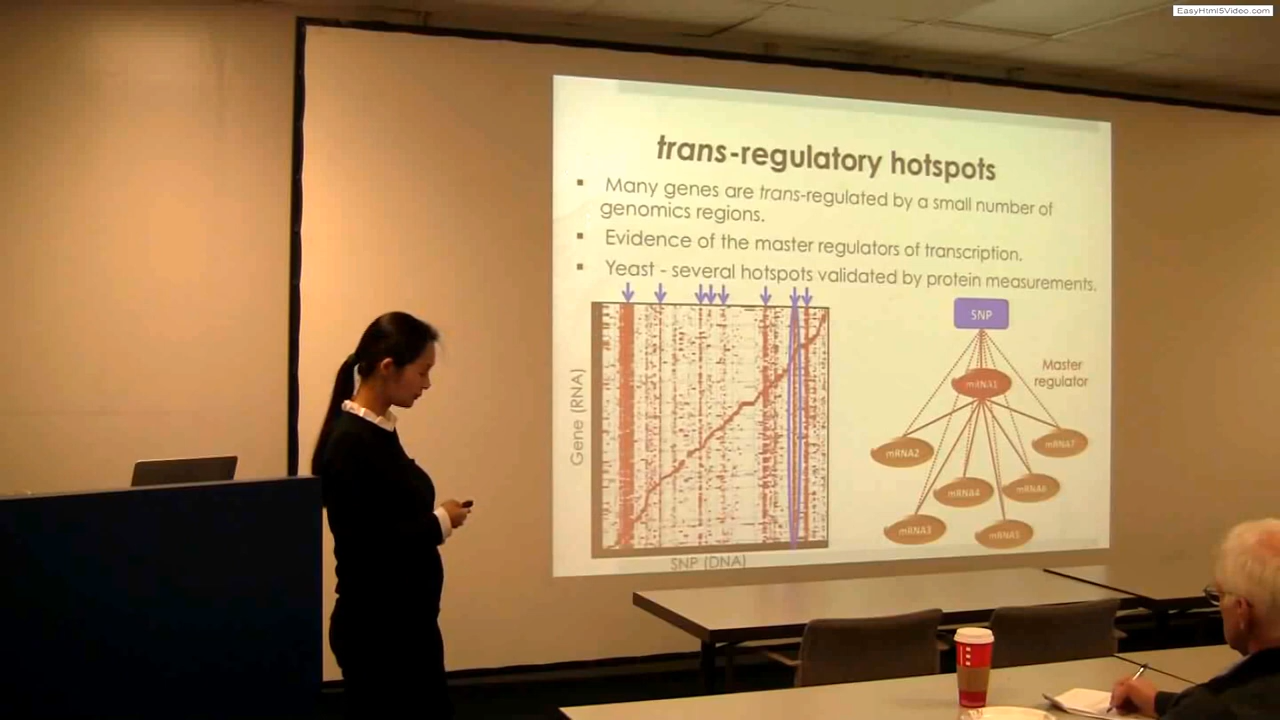 EasyHtml5Video.com
trans-regulatory hotspots
▪ Many genes are trans-regulated by a small number of
genomics regions.
▪ Evidence of the master regulators of transcription.
▪ Yeast - several hotspots validated by protein measurements.
Gene (RNA)
SNP (DNA)
SNP
Master
regulator
mRNA1
mRNA2
mRNA7
mRNA4
mRNA6
mRNA3
mRNA5